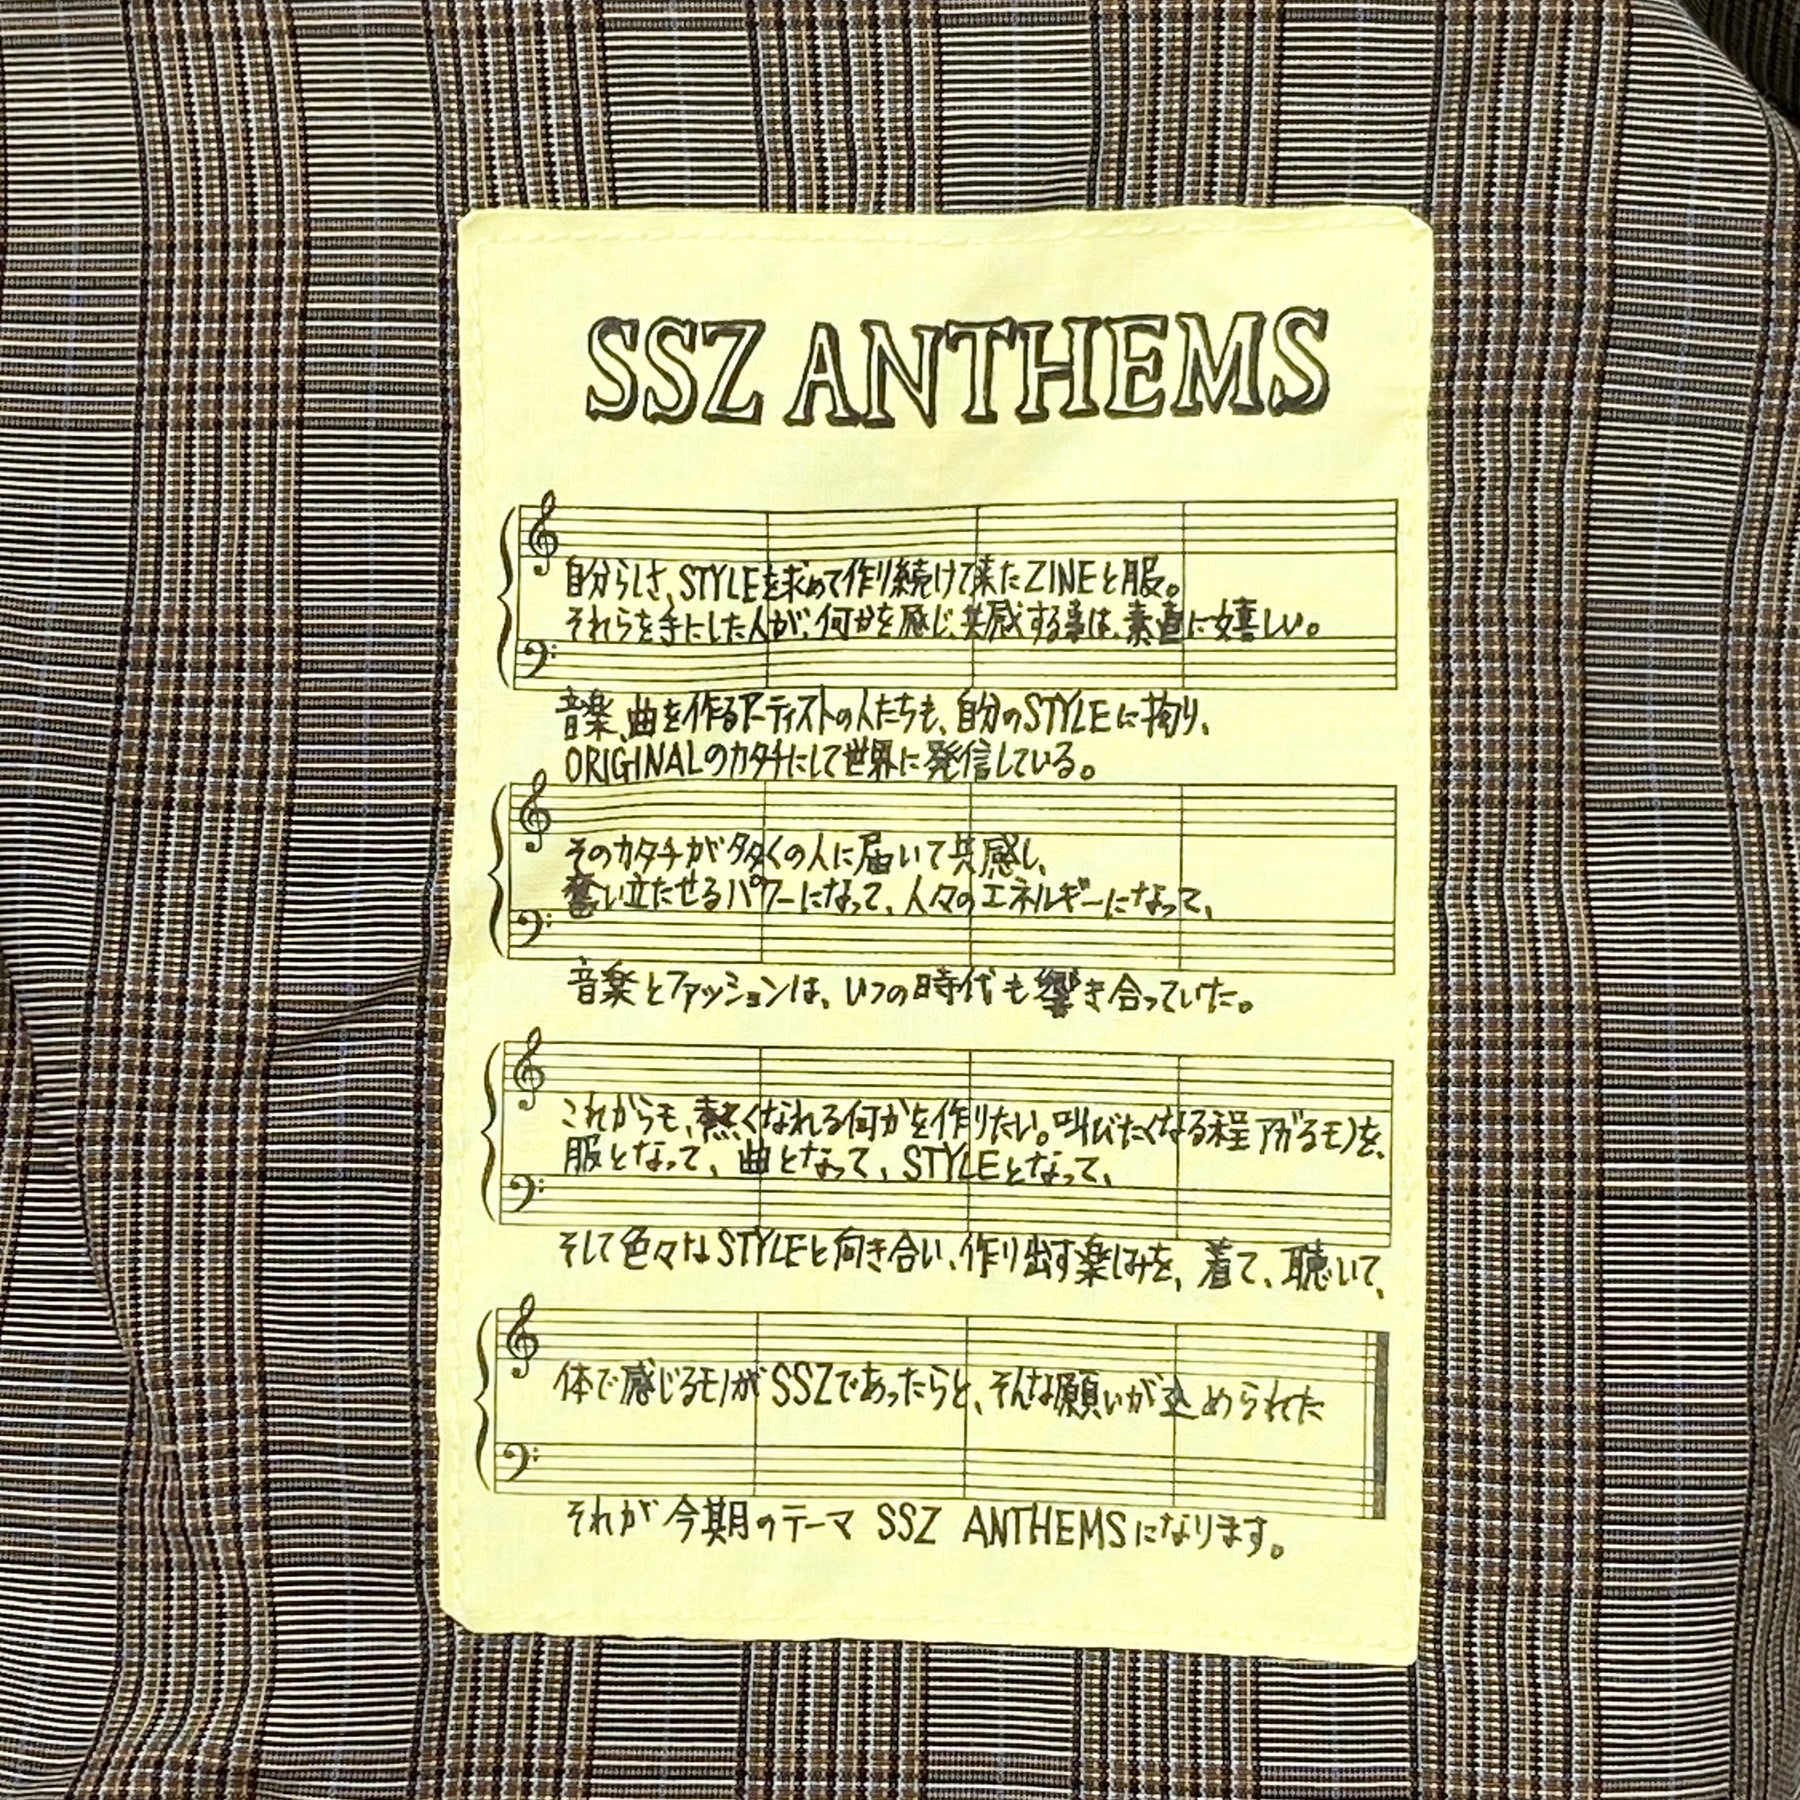 SSZ ANTHEMS
自分らしさ、STYLEを求めて作り続けて来たZINEと服。
それらを手にした人が、何かを感じ、共感する事は、素直に嬉しい。
音楽、曲を作るアーティストの人たちも、自分のSTYLEに拘り、
ORIGINALのカタチにして世界に発信している。
そのカタチが多くの人に届いて共感し、
奮い立たせるパワーになって、人々のエネルギーになって、
音楽とファッションは、いつの時代も響き合っていた。
これからも、熱くなれる何かを作りたい。叫びたくなる程アガるモノを、
服となって、曲となって、STYLEとなって、
そして色々なSTYLEと向き合い、作り出す楽しみを、着て、聴いて、
体で感じるモノがSSZであったらと、そんな願いが込められた
それが今期のテーマ SSZ ANTHEMSになります。